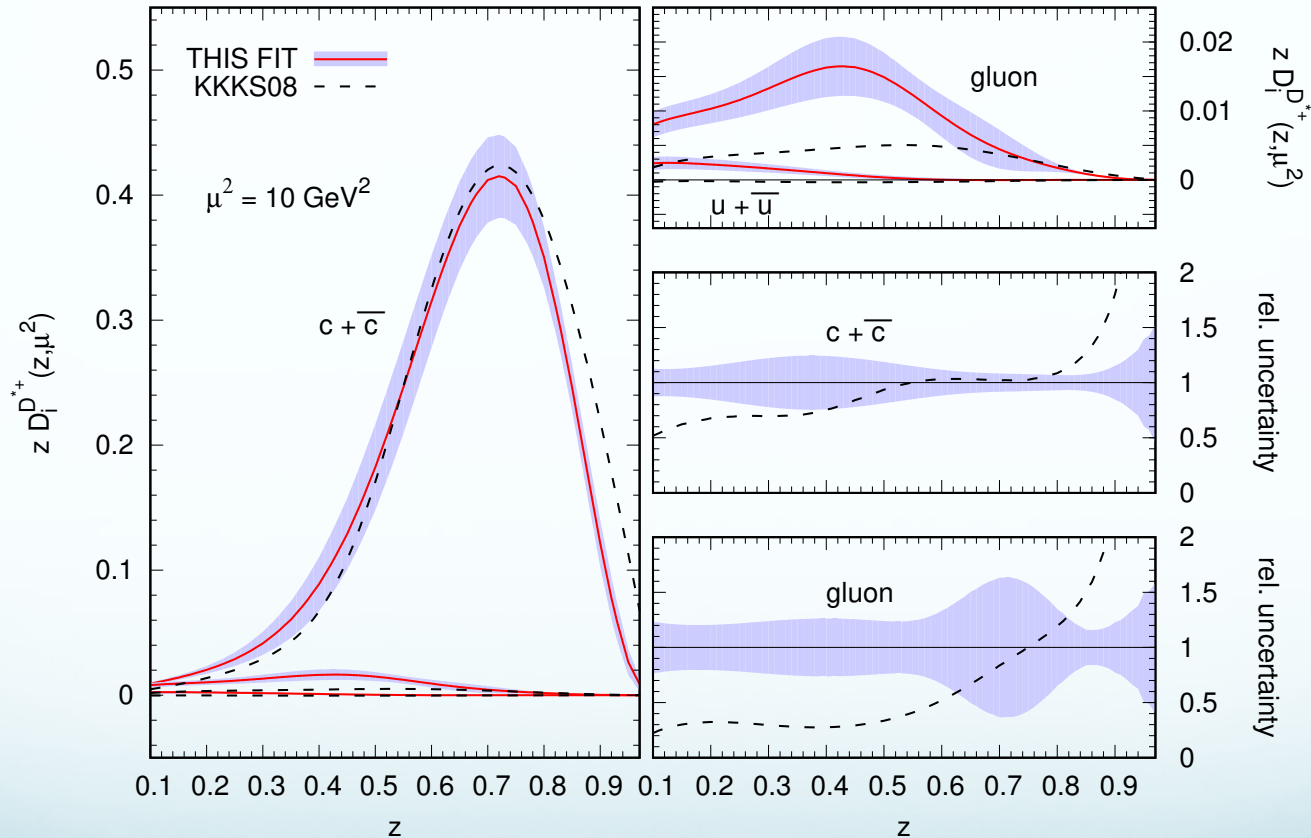 THIS FIT
KKKS08
μ² = 10 GeV²
c + c̅
z D_i^{D*+}(z,μ²)
0.5
0.4
0.3
0.2
0.1
0
0.1 0.2 0.3 0.4 0.5 0.6 0.7 0.8 0.9
z
gluon
u + u̅
0.02
0.01
0
z D_i^{D*+}(z,μ²)
c + c̅
2
1.5
1
0.5
0
rel. uncertainty
gluon
2
1.5
1
0.5
0
rel. uncertainty
0.1 0.2 0.3 0.4 0.5 0.6 0.7 0.8 0.9
z